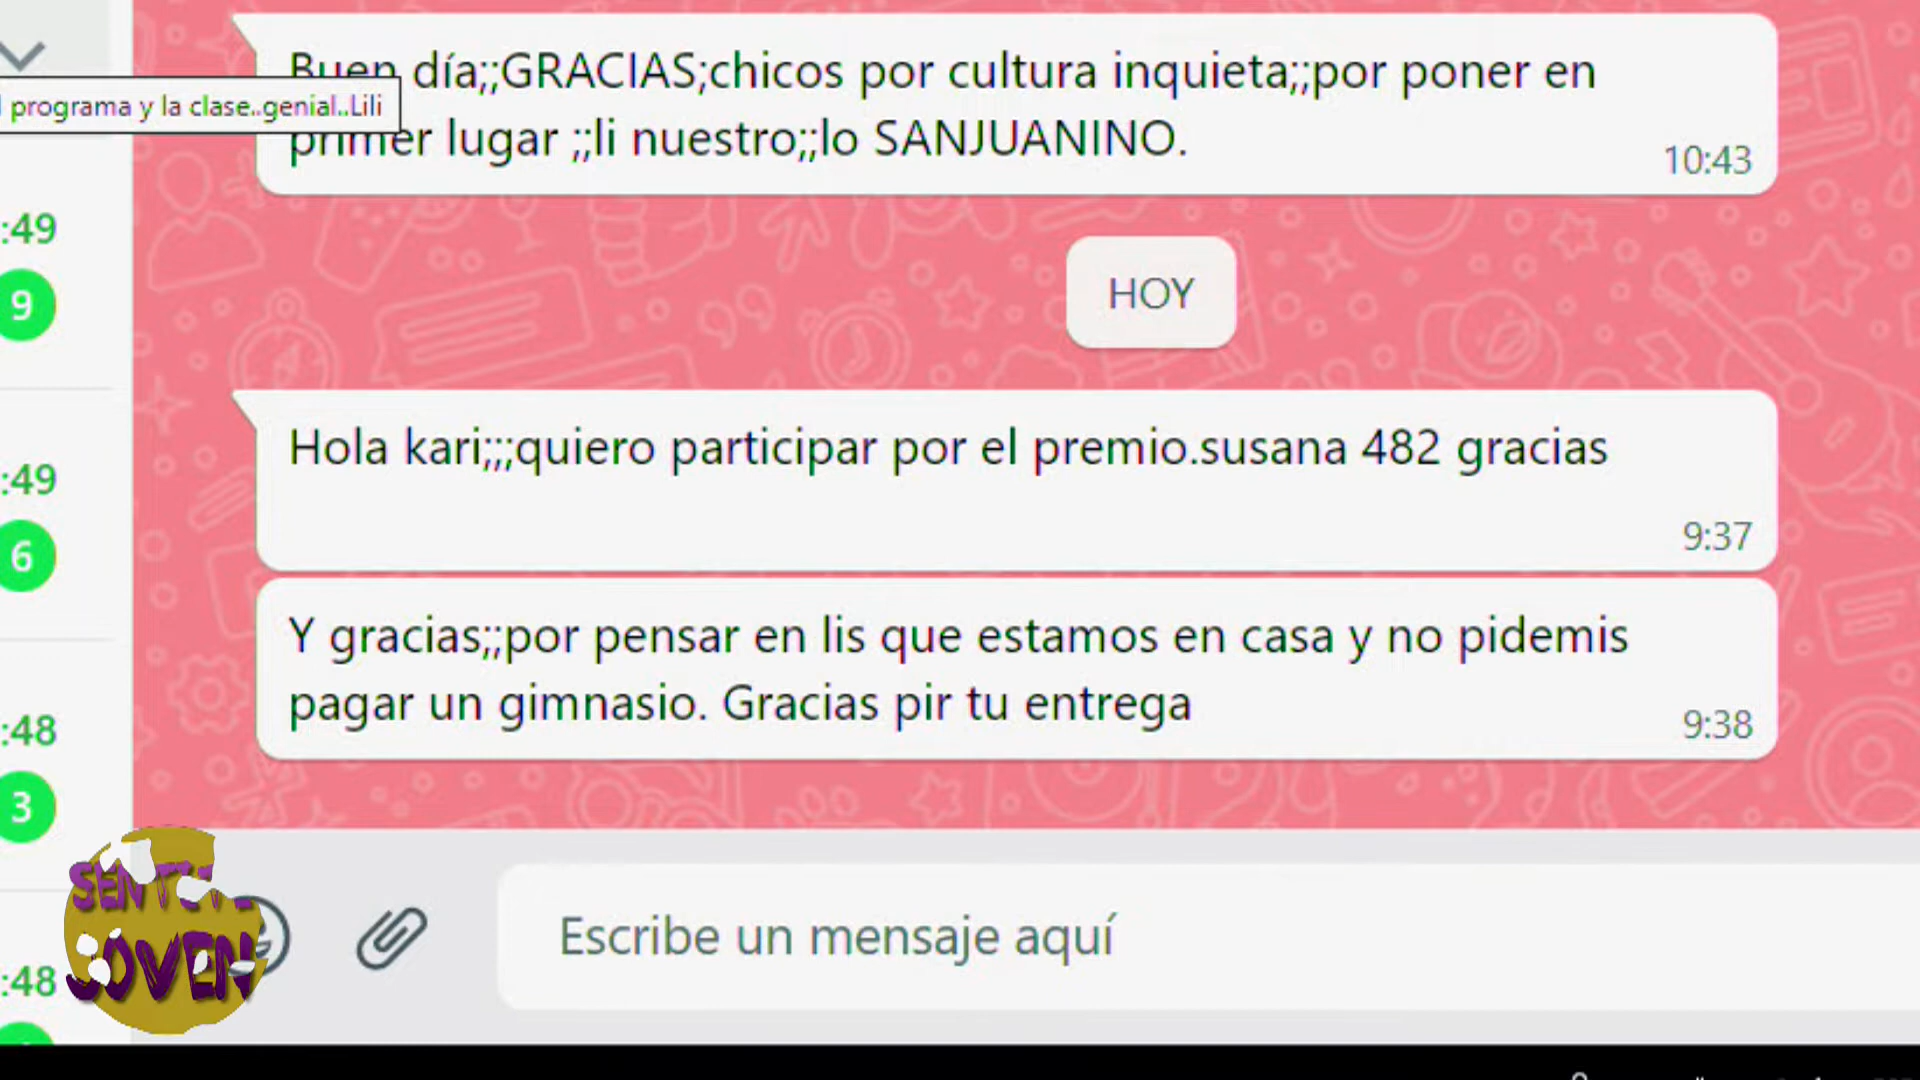 Buen día;;GRACIAS;chicos por cultura inquieta;;por poner en
programa y la clase..genial..Lili
primer lugar ;;li nuestro;;lo SANJUANINO.
10:43
:49
9
HOY
Hola kari;;;quiero participar por el premio.susana 482 gracias
:49
9:37
6
Y gracias;;por pensar en lis que estamos en casa y no pidemis
pagar un gimnasio. Gracias pir tu entrega
:48
9:38
3
SENTITE
JOVEN
Escribe un mensaje aquí
:48